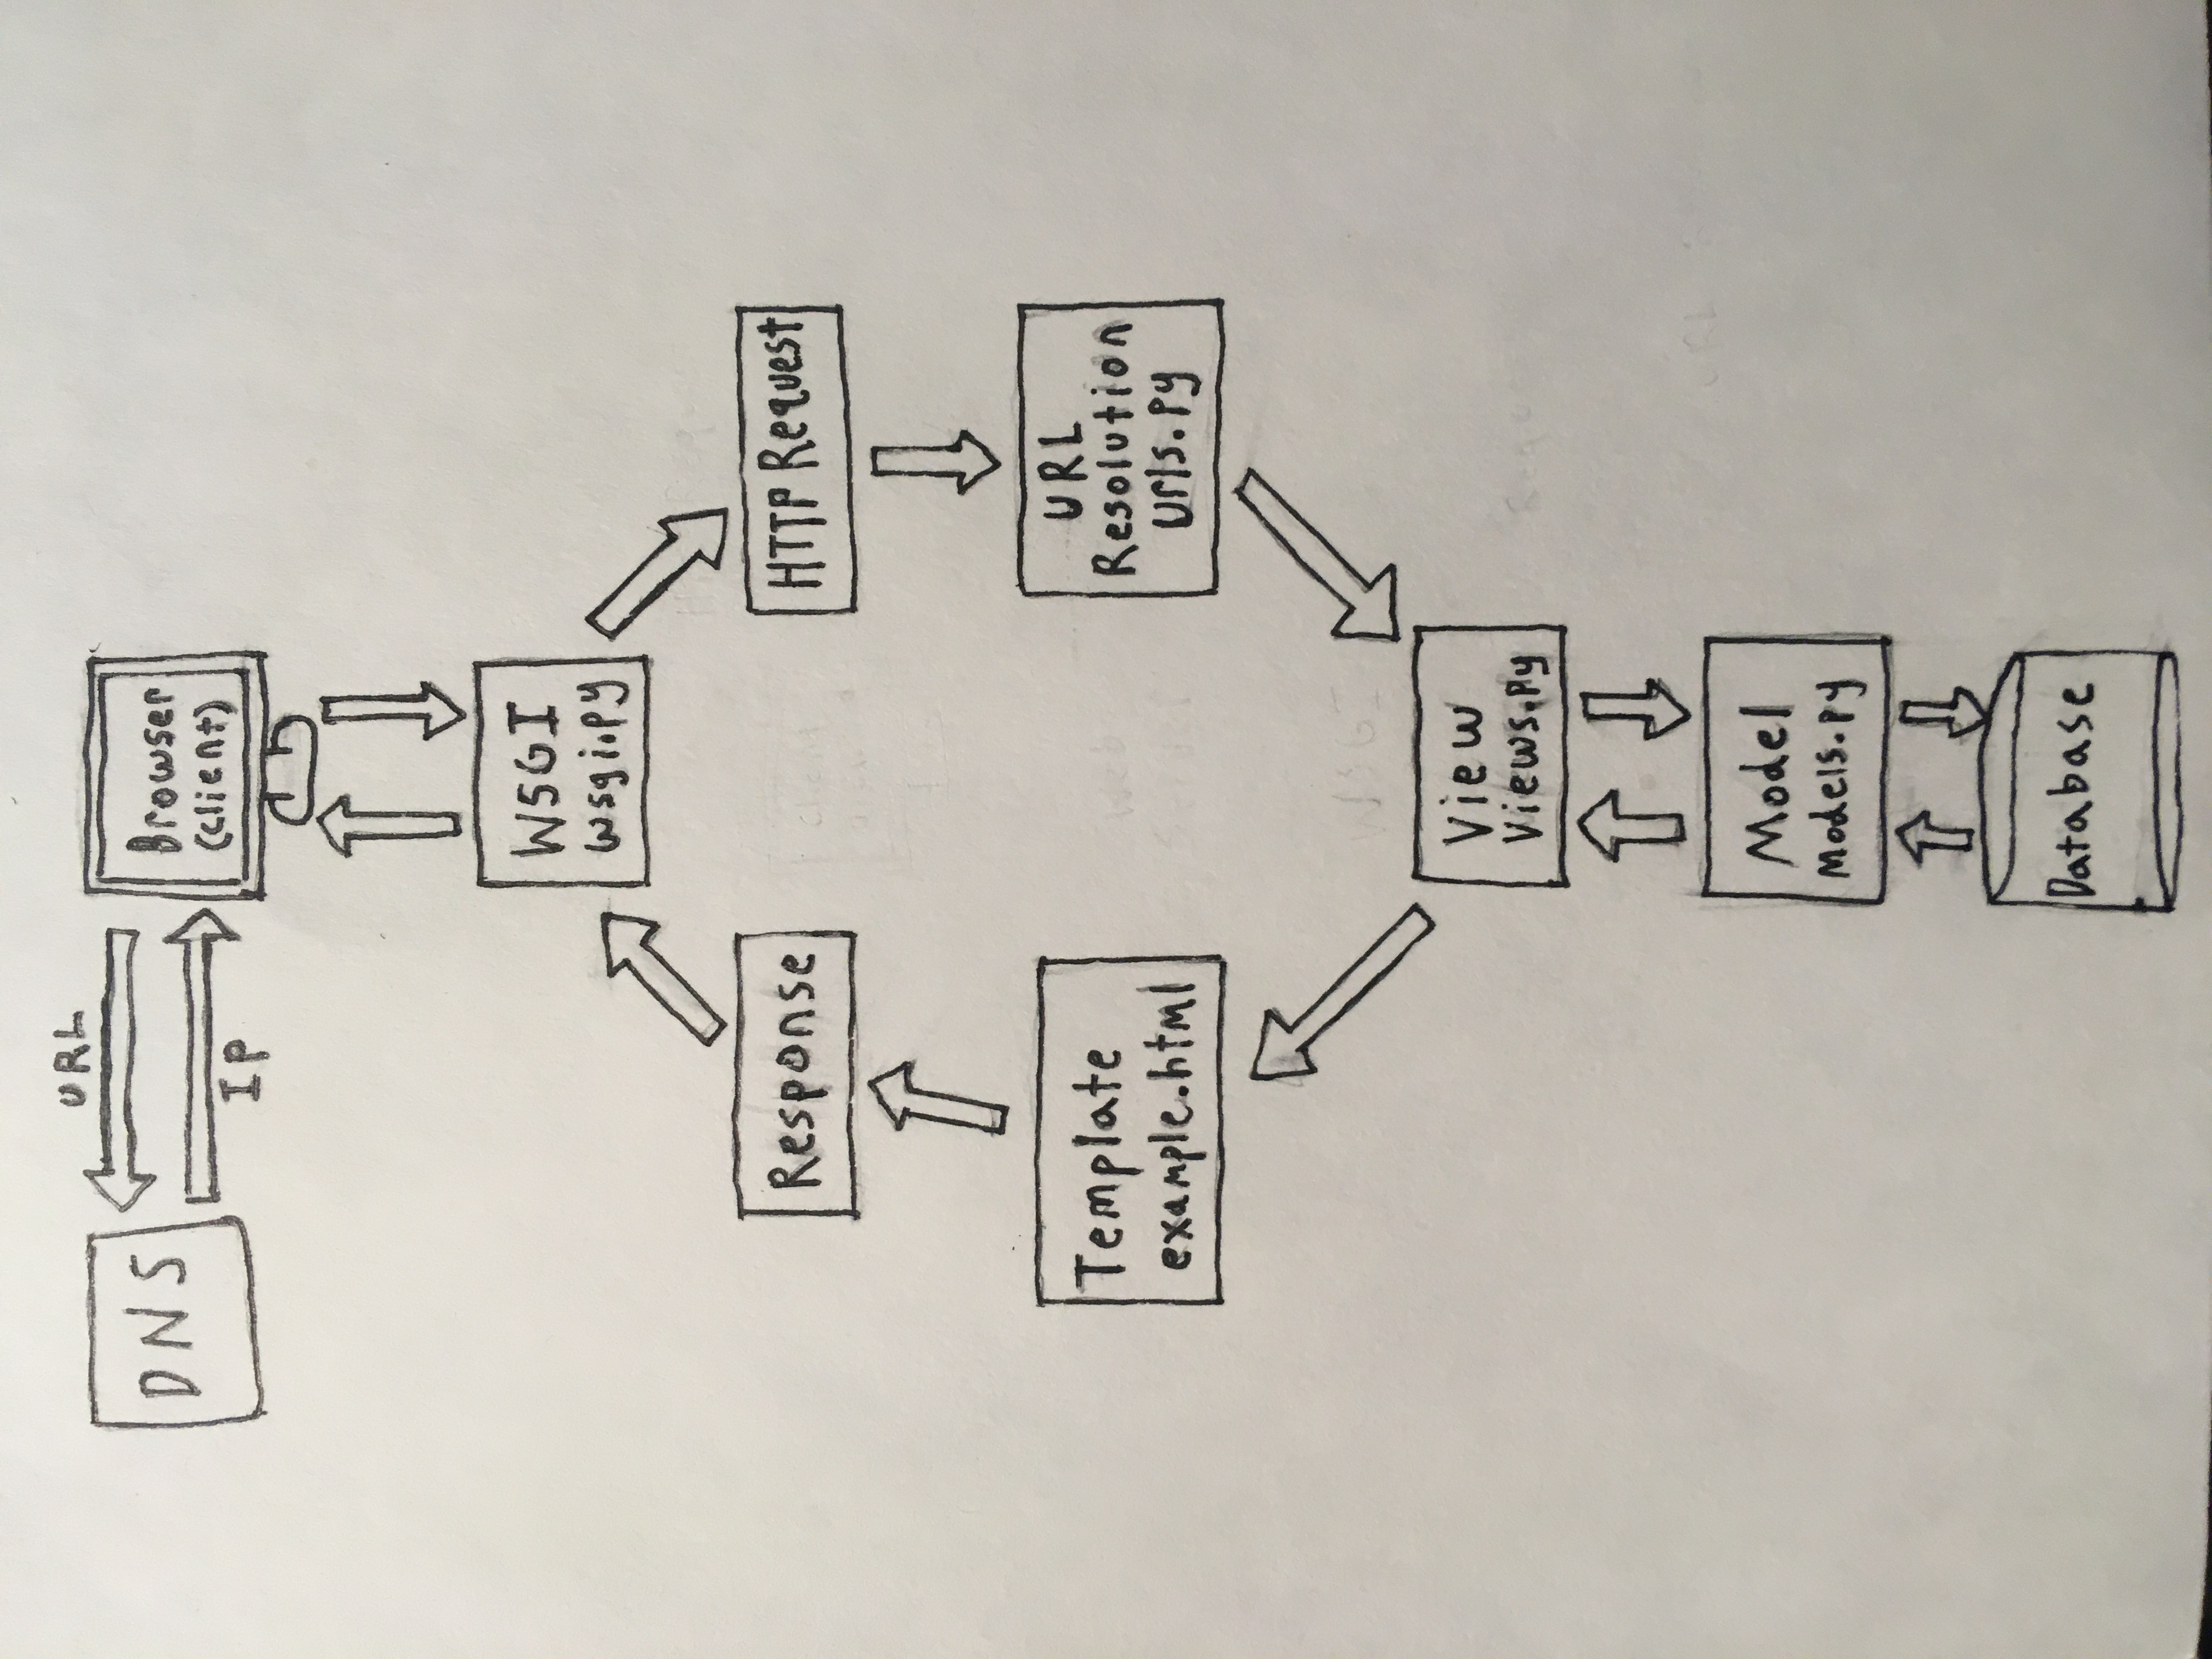 URL
DNS
Browser
(client)
IP
WSGI
wsgi.py
Response
HTTP Request
Template
example.html
URL
Resolution
urls.py
WSGI
View
Views.py
Model
Models.py
Database